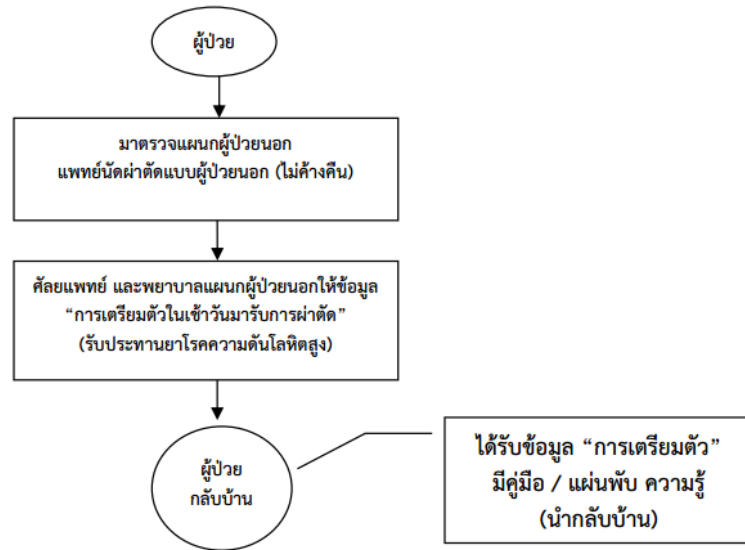 ผู้ป่วย
มาตรวจแผนกผู้ป่วยนอก
แพทย์นัดผ่าตัดแบบผู้ป่วยนอก (ไม่ค้างคืน)
ศัลยแพทย์ และพยาบาลแผนกผู้ป่วยนอกให้ข้อมูล
“การเตรียมตัวในเช้าวันมารับการผ่าตัด”
(รับประทานยาโรคความดันโลหิตสูง)
ผู้ป่วย
กลับบ้าน
ได้รับข้อมูล “การเตรียมตัว”
มีคู่มือ / แผ่นพับ ความรู้
(นำกลับบ้าน)